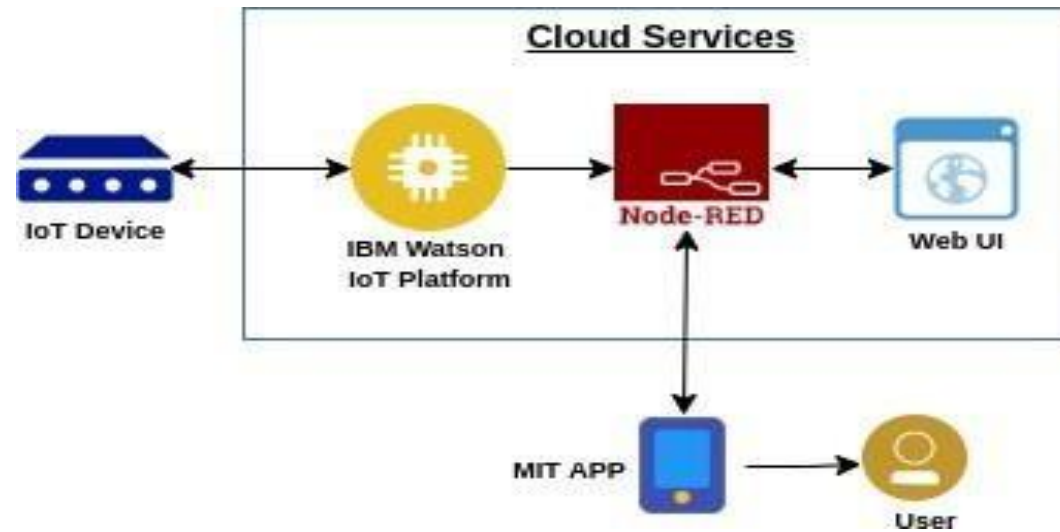 Cloud Services
IoT Device
IBM Watson
IoT Platform
Node-RED
Web UI
MIT APP
User